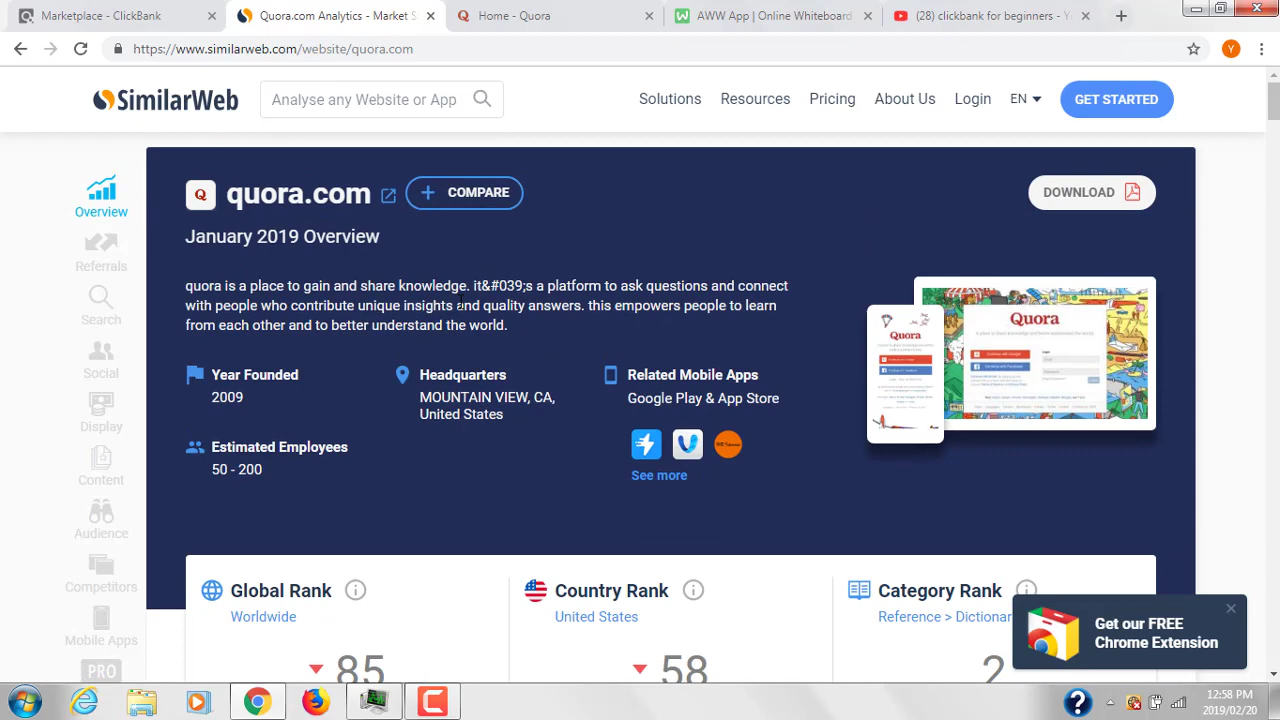 Marketplace - ClickBank
Quora.com Analytics - Market S
Home - Quora
AWW App | Online Whiteboard
(28) clickbank for beginners - Y
https://www.similarweb.com/website/quora.com
Y
SimilarWeb
Analyse any Website or App
Solutions
Resources
Pricing
About Us
Login
EN
GET STARTED
Overview
Referrals
Search
Social
Display
Content
Audience
Competitors
Mobile Apps
PRO
Q
quora.com
COMPARE
DOWNLOAD
January 2019 Overview
quora is a place to gain and share knowledge. it&#039;s a platform to ask questions and connect
with people who contribute unique insights and quality answers. this empowers people to learn
from each other and to better understand the world.
Quora
Quora
Year Founded
2009
Headquarters
MOUNTAIN VIEW, CA,
United States
Related Mobile Apps
Google Play & App Store
See more
Estimated Employees
50 - 200
Global Rank
Worldwide
85
Country Rank
United States
58
Category Rank
Reference > Dictionar
2
Get our FREE
Chrome Extension
12:58 PM
2019/02/20